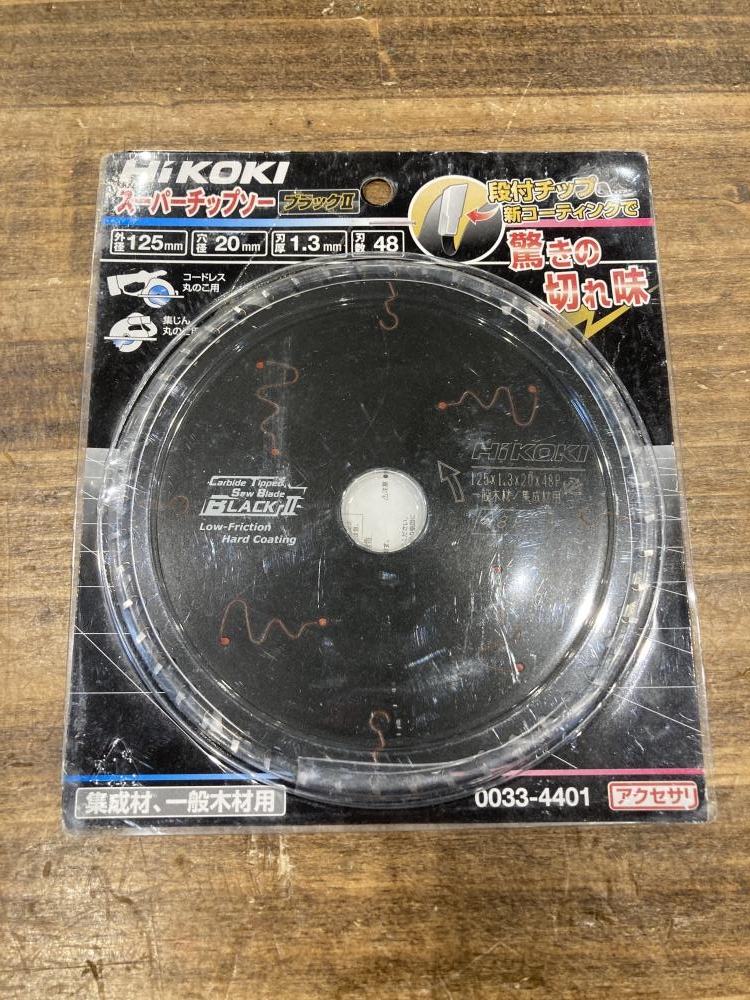 HiKOKI
スーパーチップソー ブラックII
段付チップ&
新コーティングで
驚きの
切れ味
外径 125mm 穴径 20mm 刃厚 1.3mm 刃数 48
コードレス
丸のこ用
集じん
丸のこ用
HiKOKI
125×1.3×20×48P
一般木材/集成材用
Carbide Tipped
Saw Blade
BLACK II
Low-Friction
Hard Coating
集成材、一般木材用
0033-4401
アクセサリ